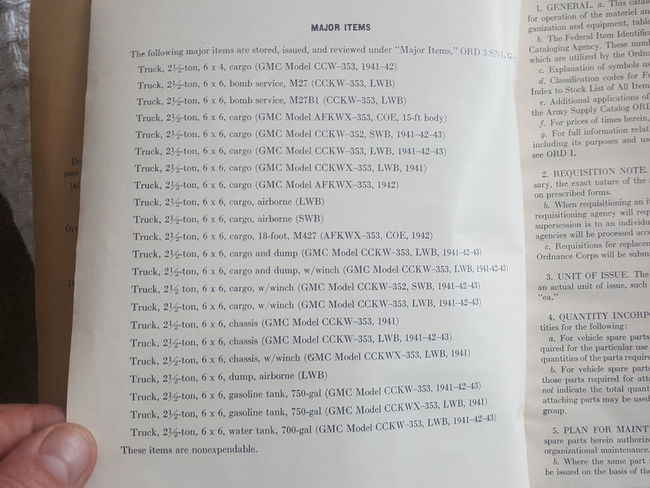 MAJOR ITEMS
The following major items are stored, issued, and reviewed under "Major Items," ORD 3 SNL G-
Truck, 2½-ton, 6 x 4, cargo (GMC Model CCW–353, 1941–42)
Truck, 2½-ton, 6 x 6, bomb service, M27 (CCKW–353, LWB)
Truck, 2½-ton, 6 x 6, bomb service, M27B1 (CCKW–353, LWB)
Truck, 2½-ton, 6 x 6, cargo (GMC Model AFKWX–353, COE, 15-ft body)
Truck, 2½-ton, 6 x 6, cargo (GMC Model CCKW–352, SWB, 1941–42–43)
Truck, 2½-ton, 6 x 6, cargo (GMC Model CCKW–353, LWB, 1941–42–43)
Truck, 2½-ton, 6 x 6, cargo (GMC Model CCKWX–353, LWB, 1941)
Truck, 2½-ton, 6 x 6, cargo (GMC Model AFKWX–353, 1942)
Truck, 2½-ton, 6 x 6, cargo, airborne (LWB)
Truck, 2½-ton, 6 x 6, cargo, airborne (SWB)
Truck, 2½-ton, 6 x 6, cargo, 18-foot, M427 (AFKWX–353, COE, 1942)
Truck, 2½-ton, 6 x 6, cargo and dump (GMC Model CCKW–353, LWB, 1941–42–43)
Truck, 2½-ton, 6 x 6, cargo and dump, w/winch (GMC Model CCKW–353, LWB, 1941-42-43)
Truck, 2½-ton, 6 x 6, cargo, w/winch (GMC Model CCKW–352, SWB, 1941–42–43)
Truck, 2½-ton, 6 x 6, cargo, w/winch (GMC Model CCKW–353, LWB, 1941–42–43)
Truck, 2½-ton, 6 x 6, chassis (GMC Model CCKW–353, 1941)
Truck, 2½-ton, 6 x 6, chassis (GMC Model CCKW–353, LWB, 1941–42–43)
Truck, 2½-ton, 6 x 6, chassis, w/winch (GMC Model CCKWX–353, LWB, 1941)
Truck, 2½-ton, 6 x 6, dump, airborne (LWB)
Truck, 2½-ton, 6 x 6, gasoline tank, 750-gal (GMC Model CCKW–353, LWB, 1941–42–43)
Truck, 2½-ton, 6 x 6, gasoline tank, 750-gal (GMC Model CCKWX–353, LWB, 1941)
Truck, 2½-ton, 6 x 6, water tank, 700-gal (GMC Model CCKW–353, LWB, 1941–42–43)
These items are nonexpendable.
1. GENERAL. a. This cata
for operation of the materiel an
ganization and equipment, table
b. The Federal Item Identific
Cataloging Agency. These num
which are utilized by the Ordna
c. Explanation of symbols us
d. Classification codes for Fe
Index to Stock List of All Item
e. Additional applications of
the Army Supply Catalog ORD
f. For prices of times herein,
g. For full information relat
including its purposes and us
see ORD 1.
2. REQUISITION NOTE.
sary, the exact nature of the
on prescribed forms.
b. When requisitioning an i
requisitioning agency will req
supersession is to an individu
agencies will be processed acc
c. Requisitions for replacem
Ordnance Corps will be subm
3. UNIT OF ISSUE. The
an actual unit of issue, such
"ea."
4. QUANTITY INCORP
tities for the following:
a. For vehicle spare parts
quired for the particular use
quantities of the parts require
b. For vehicle spare parts
those parts required for atta
not indicate the total quant
attaching parts may be used
group.
5. PLAN FOR MAINT
spare parts herein authorize
organizational maintenance.
b. Where the same part
be issued on the basis of th